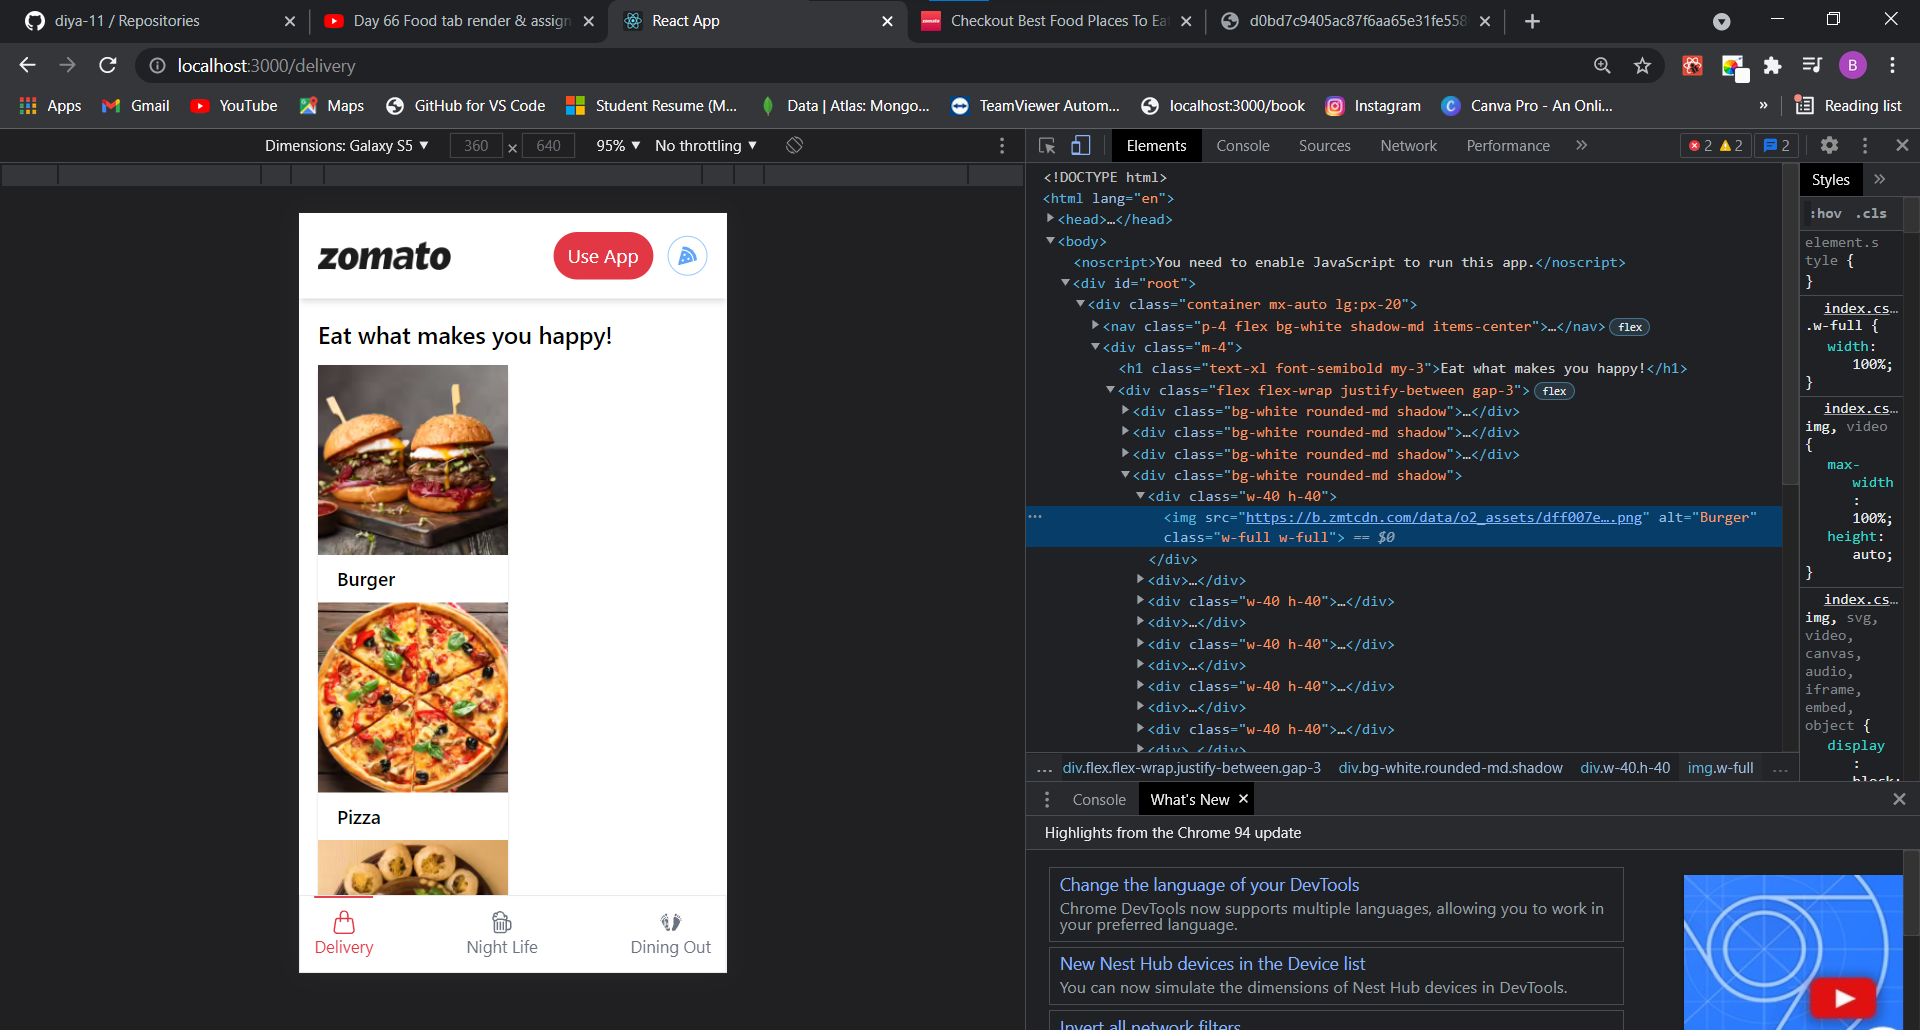 diya-11 / Repositories
Day 66 Food tab render & assign
React App
Checkout Best Food Places To Ea
d0bd7c9405ac87f6aa65e31fe558
localhost:3000/delivery
B
Apps
Gmail
YouTube
Maps
GitHub for VS Code
Student Resume (M...
Data | Atlas: Mongo...
TeamViewer Autom...
localhost:3000/book
Instagram
Canva Pro - An Onli...
»
Reading list
Dimensions: Galaxy S5 ▼ 360 × 640 95% ▼ No throttling ▼
zomato
Use App
Eat what makes you happy!
Burger
Pizza
Delivery
Night Life
Dining Out
Elements Console Sources Network Performance » 2 2 2
<!DOCTYPE html>
<html lang="en">
<head>…</head>
<body>
<noscript>You need to enable JavaScript to run this app.</noscript>
<div id="root">
<div class="container mx-auto lg:px-20">
<nav class="p-4 flex bg-white shadow-md items-center">…</nav> flex
<div class="m-4">
<h1 class="text-xl font-semibold my-3">Eat what makes you happy!</h1>
<div class="flex flex-wrap justify-between gap-3"> flex
<div class="bg-white rounded-md shadow">…</div>
<div class="bg-white rounded-md shadow">…</div>
<div class="bg-white rounded-md shadow">…</div>
<div class="bg-white rounded-md shadow">
<div class="w-40 h-40">
<img src="https://b.zmtcdn.com/data/o2_assets/dff007e….png" alt="Burger"
class="w-full w-full"> == $0
</div>
<div>…</div>
<div class="w-40 h-40">…</div>
<div>…</div>
<div class="w-40 h-40">…</div>
<div>…</div>
<div class="w-40 h-40">…</div>
<div>…</div>
<div class="w-40 h-40">…</div>
<div>…</div>
... div.flex.flex-wrap.justify-between.gap-3 div.bg-white.rounded-md.shadow div.w-40.h-40 img.w-full ...
Styles »
:hov .cls
element.s
tyle {
}
index.cs…
.w-full {
width:
100%;
}
index.cs…
img, video
{
max-
width
:
100%;
height:
auto;
}
index.cs…
img, svg,
video,
canvas,
audio,
iframe,
embed,
object {
display
:
block;
Console
What's New
Highlights from the Chrome 94 update
Change the language of your DevTools
Chrome DevTools now supports multiple languages, allowing you to work in
your preferred language.
New Nest Hub devices in the Device list
You can now simulate the dimensions of Nest Hub devices in DevTools.
Invert all network filters